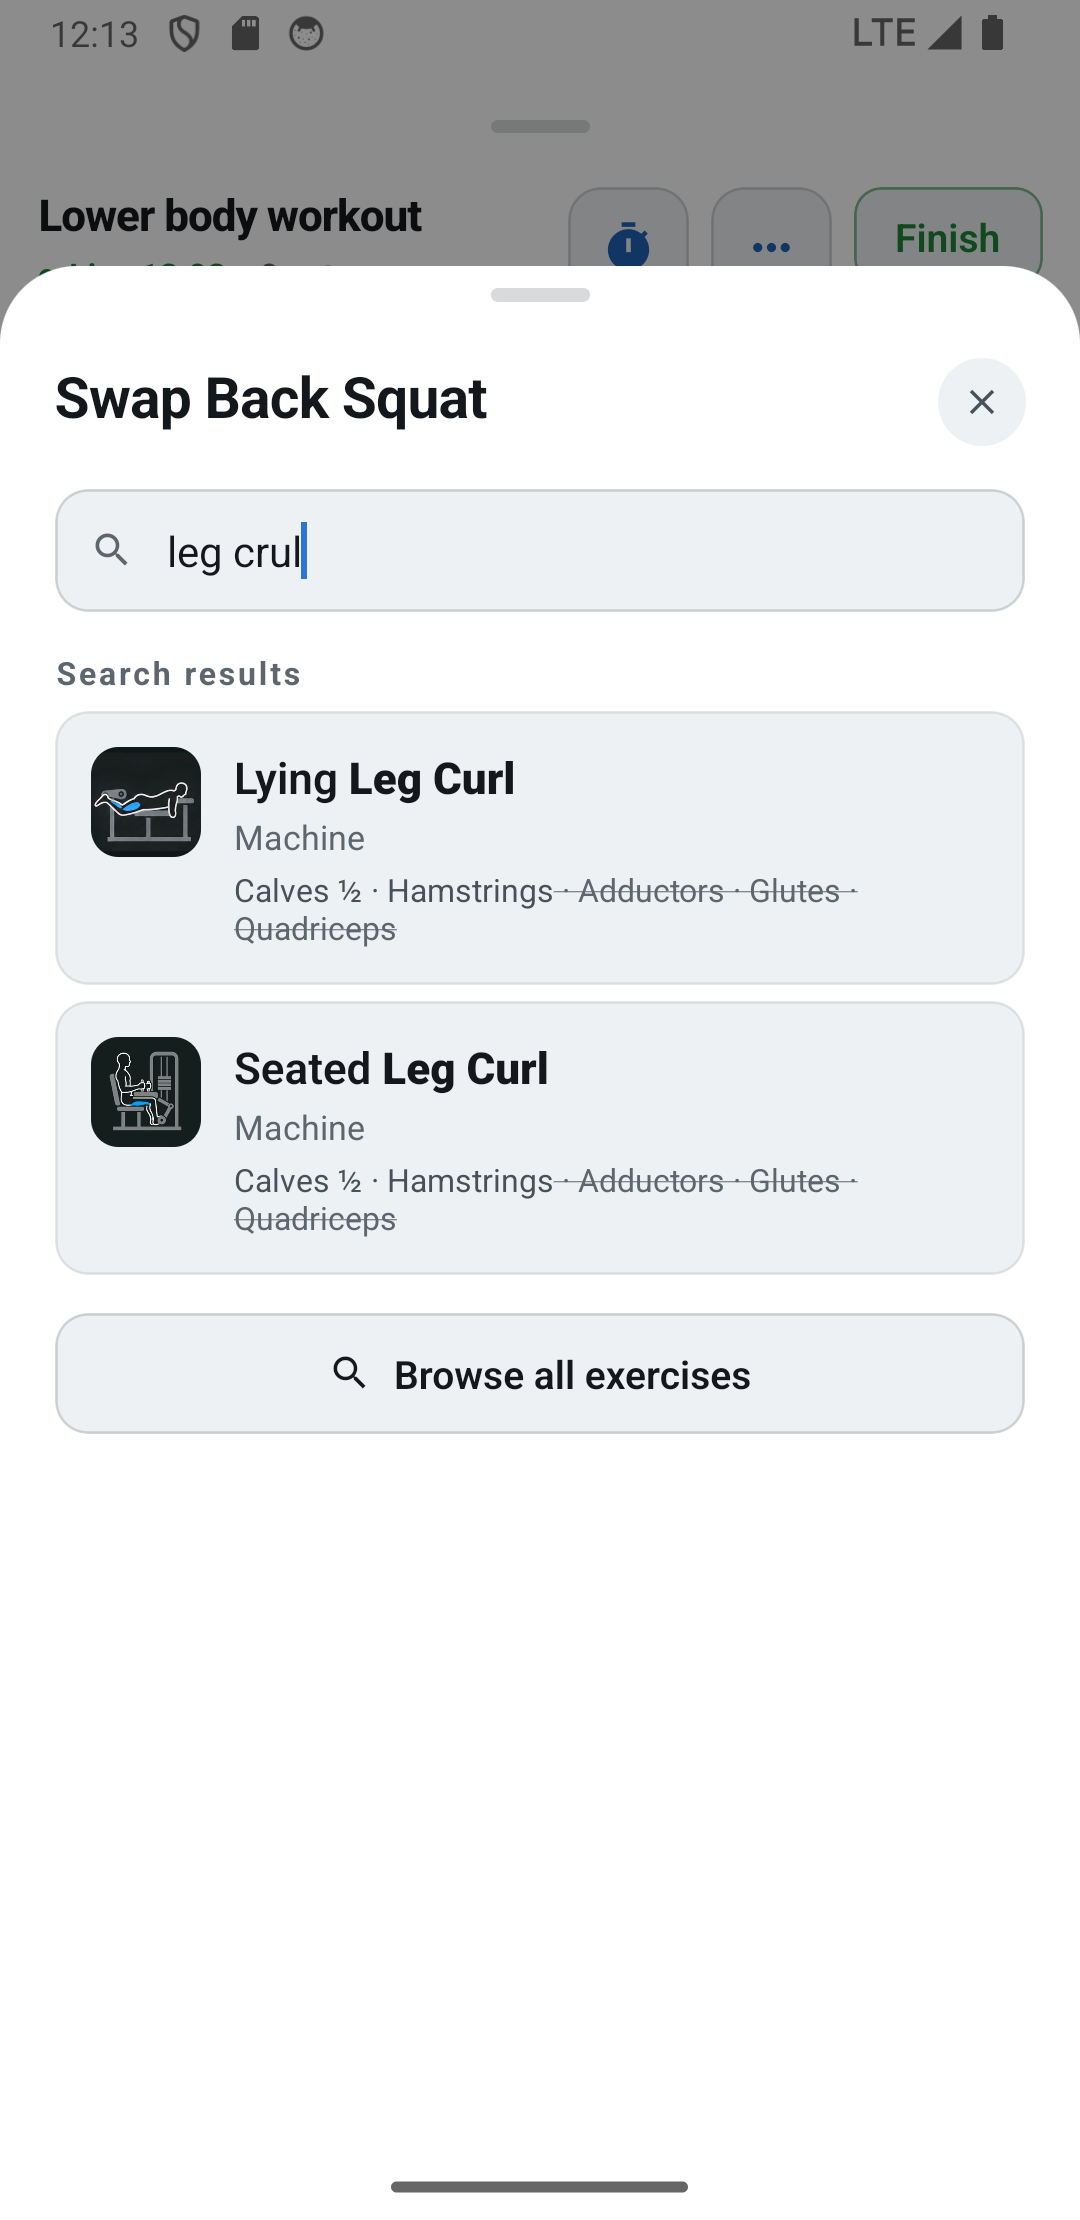 12:13
LTE
Lower body workout
Finish
Swap Back Squat
leg crul
Search results
Lying Leg Curl
Machine
Calves ½ · Hamstrings · Adductors · Glutes ·
Quadriceps
Seated Leg Curl
Machine
Calves ½ · Hamstrings · Adductors · Glutes ·
Quadriceps
Browse all exercises